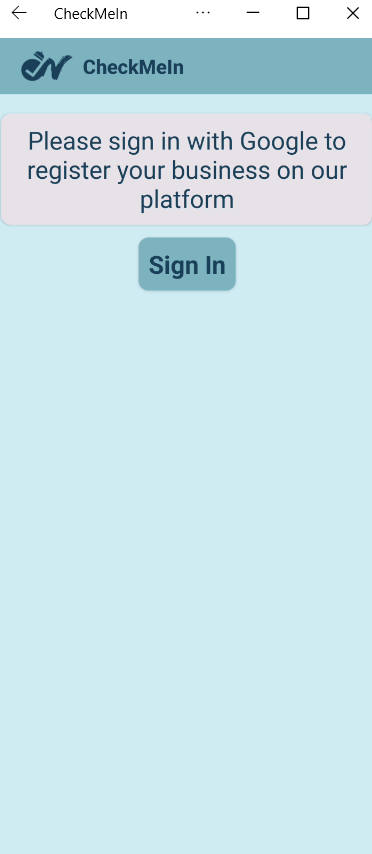 CheckMeIn
CheckMeIn
Please sign in with Google to
register your business on our
platform
Sign In